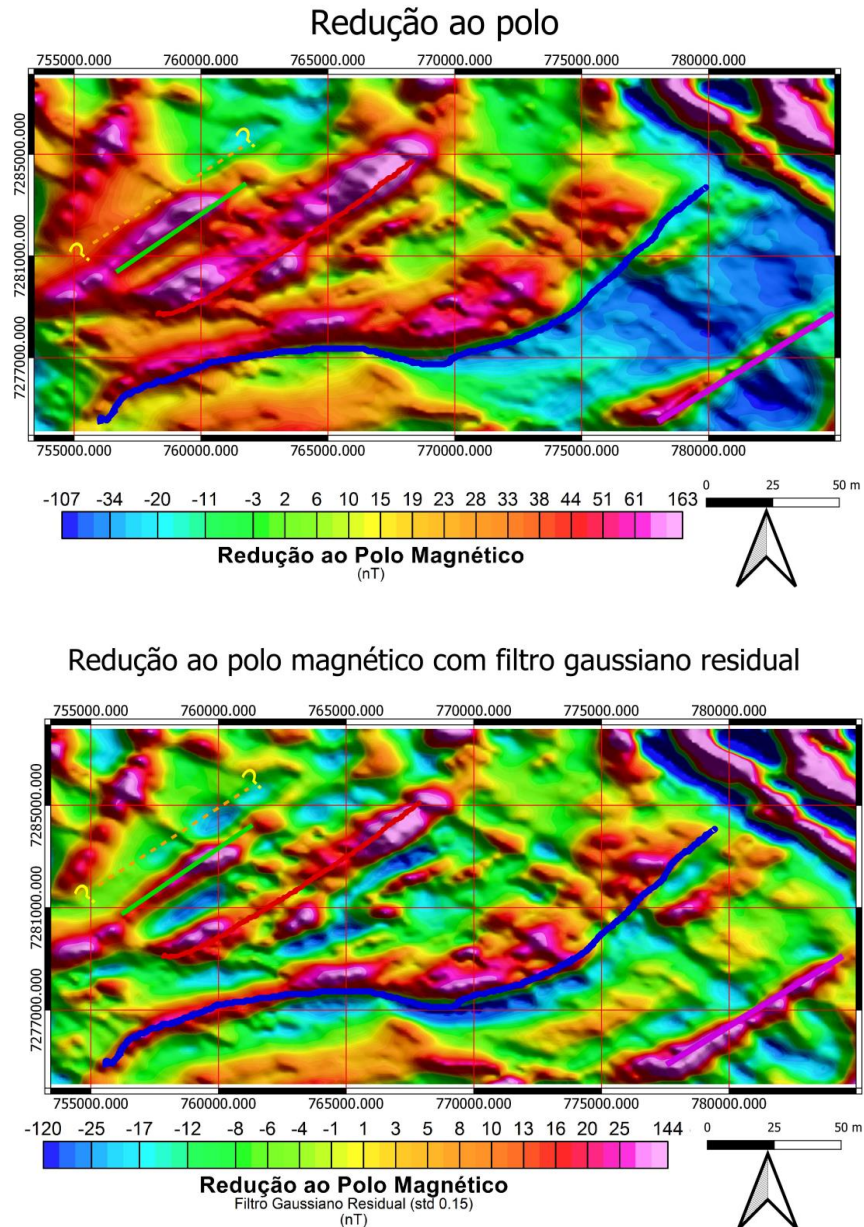 Redução ao polo
755000.000 760000.000 765000.000 770000.000 775000.000 780000.000
7285000.000
7281000.000
7277000.000
?
?
755000.000 760000.000 765000.000 770000.000 775000.000 780000.000
-107 -34 -20 -11 -3 2 6 10 15 19 23 28 33 38 44 51 61 163
Redução ao Polo Magnético
(nT)
0 25 50 m
Redução ao polo magnético com filtro gaussiano residual
755000.000 760000.000 765000.000 770000.000 775000.000 780000.000
7285000.000
7281000.000
7277000.000
?
?
755000.000 760000.000 765000.000 770000.000 775000.000 780000.000
-120 -25 -17 -12 -8 -6 -4 -1 1 3 5 8 10 13 16 20 25 144
Redução ao Polo Magnético
Filtro Gaussiano Residual (std 0.15)
(nT)
0 25 50 m